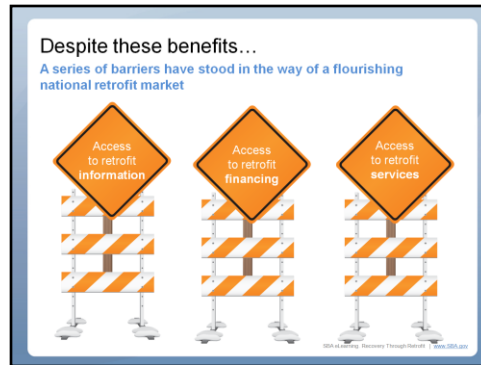 Despite these benefits…
A series of barriers have stood in the way of a flourishing
national retrofit market
Access
to retrofit
information
Access
to retrofit
financing
Access
to retrofit
services
SBA eLearning Recovery Through Retrofit | www.SBA.gov